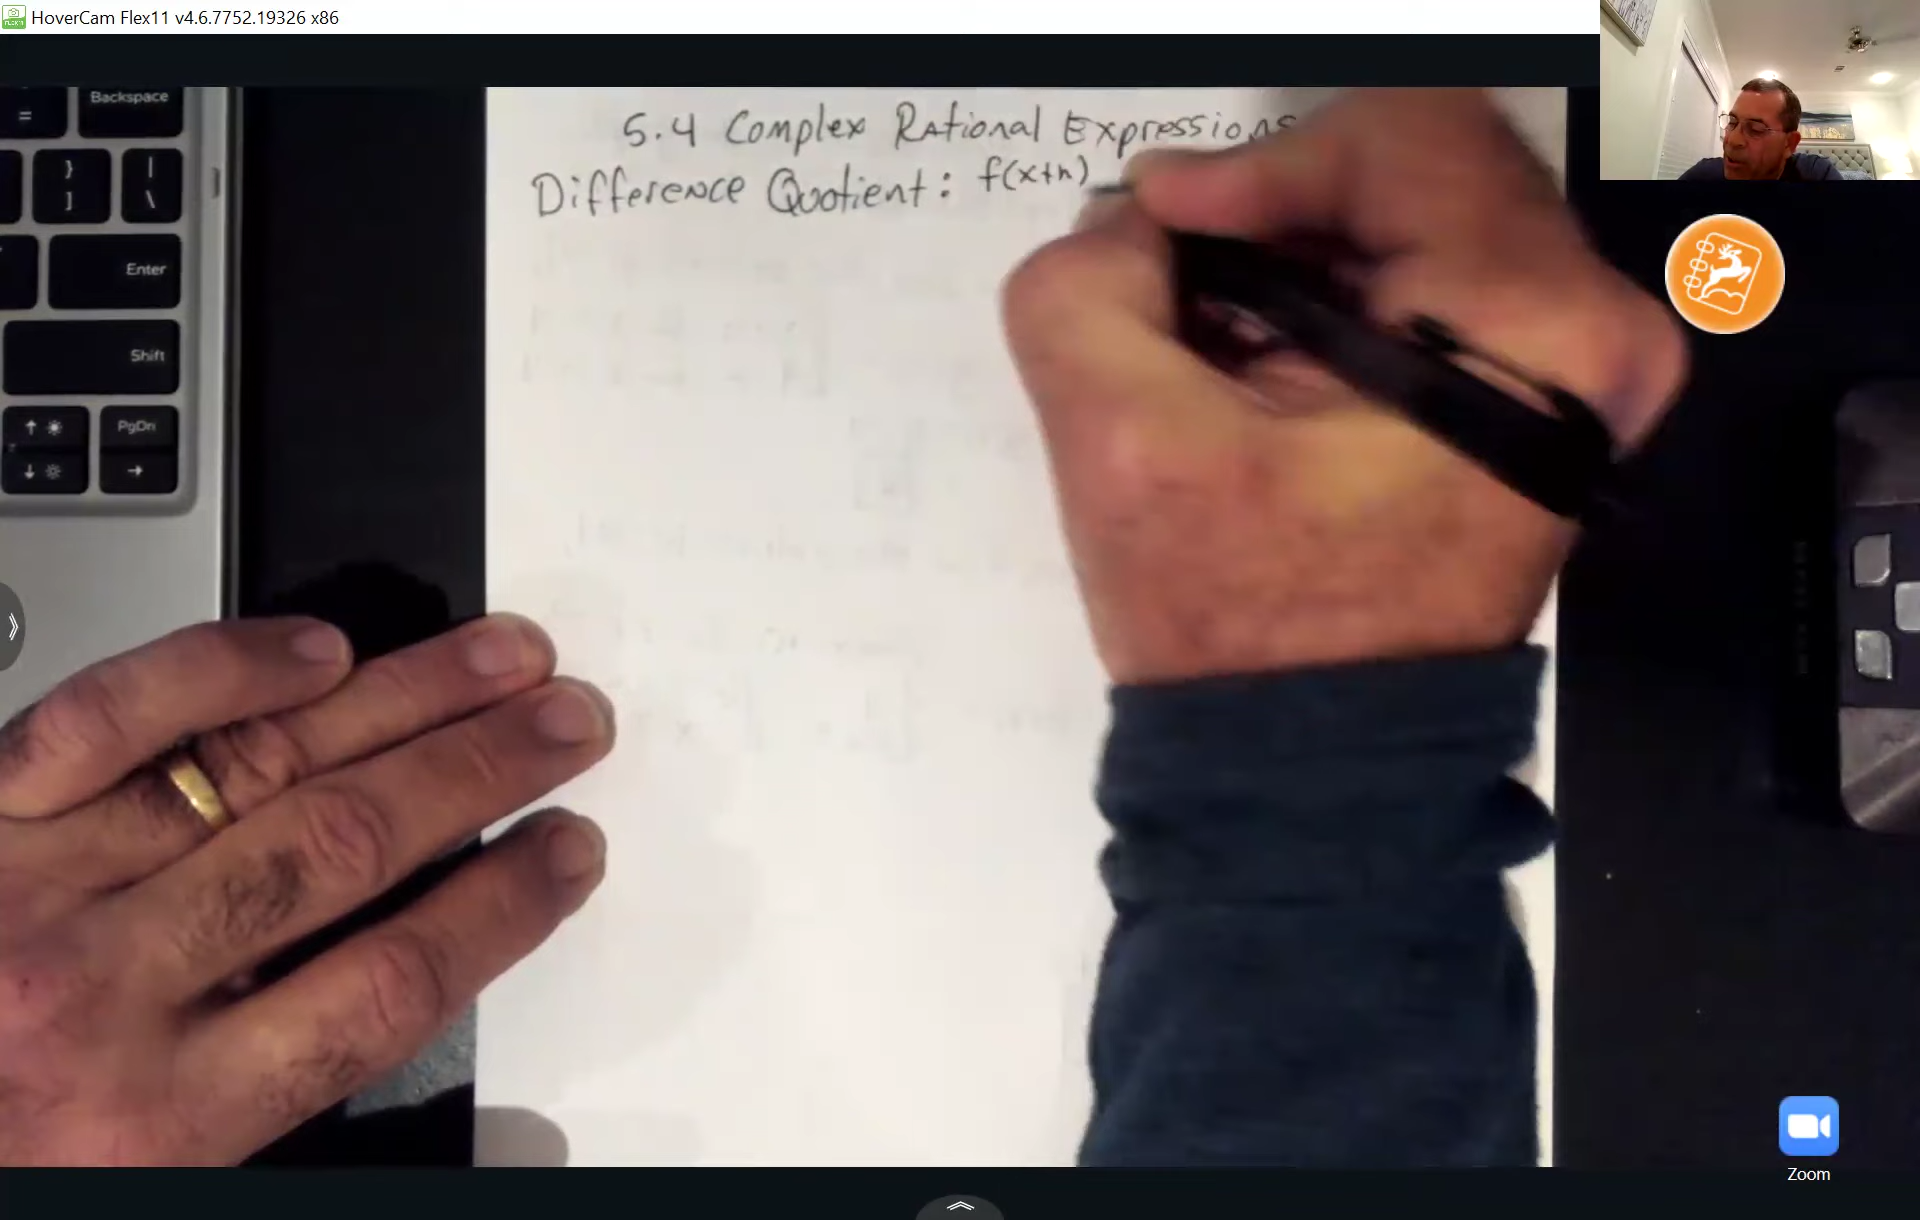 HoverCam Flex11 v4.6.7752.19326 x86
5.4 Complex Rational Expressions
Difference Quotient: f(x+h) -
= Backspace
} ] | \
Enter
Shift
PgDn
Zoom